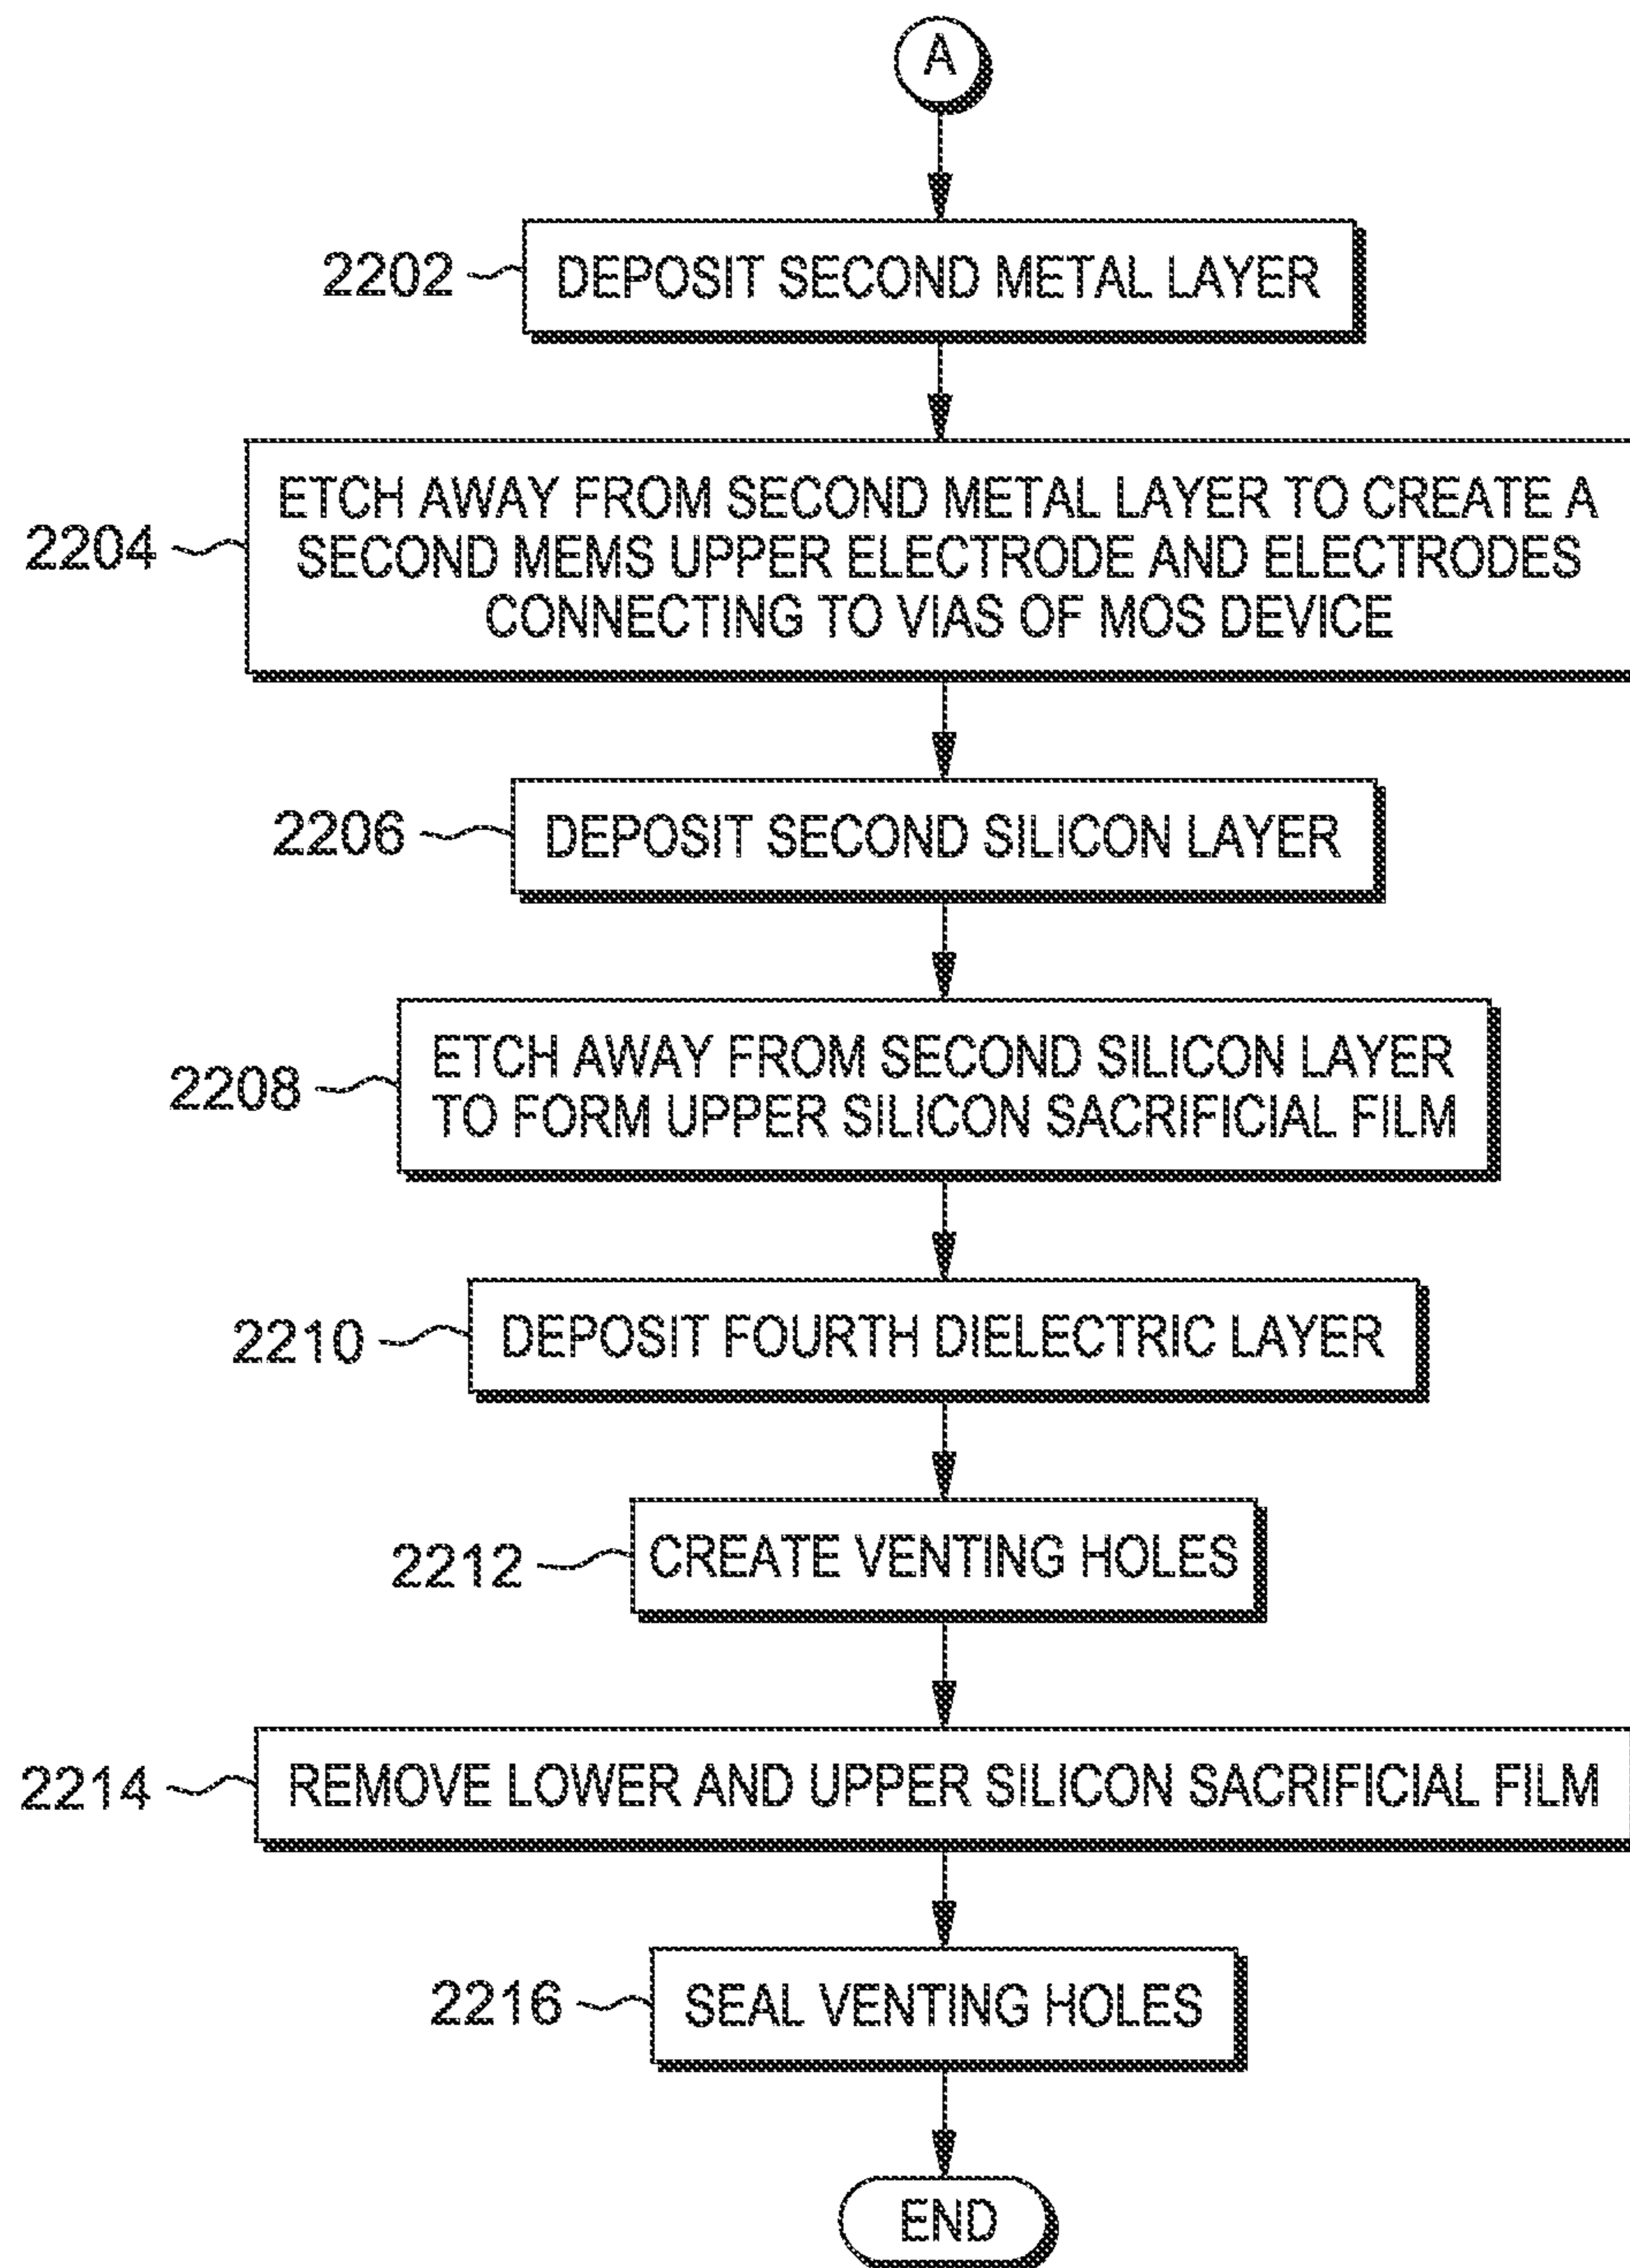 A
2202
DEPOSIT SECOND METAL LAYER
2204
ETCH AWAY FROM SECOND METAL LAYER TO CREATE A
SECOND MEMS UPPER ELECTRODE AND ELECTRODES
CONNECTING TO VIAS OF MOS DEVICE
2206
DEPOSIT SECOND SILICON LAYER
2208
ETCH AWAY FROM SECOND SILICON LAYER
TO FORM UPPER SILICON SACRIFICIAL FILM
2210
DEPOSIT FOURTH DIELECTRIC LAYER
2212
CREATE VENTING HOLES
2214
REMOVE LOWER AND UPPER SILICON SACRIFICIAL FILM
2216
SEAL VENTING HOLES
END